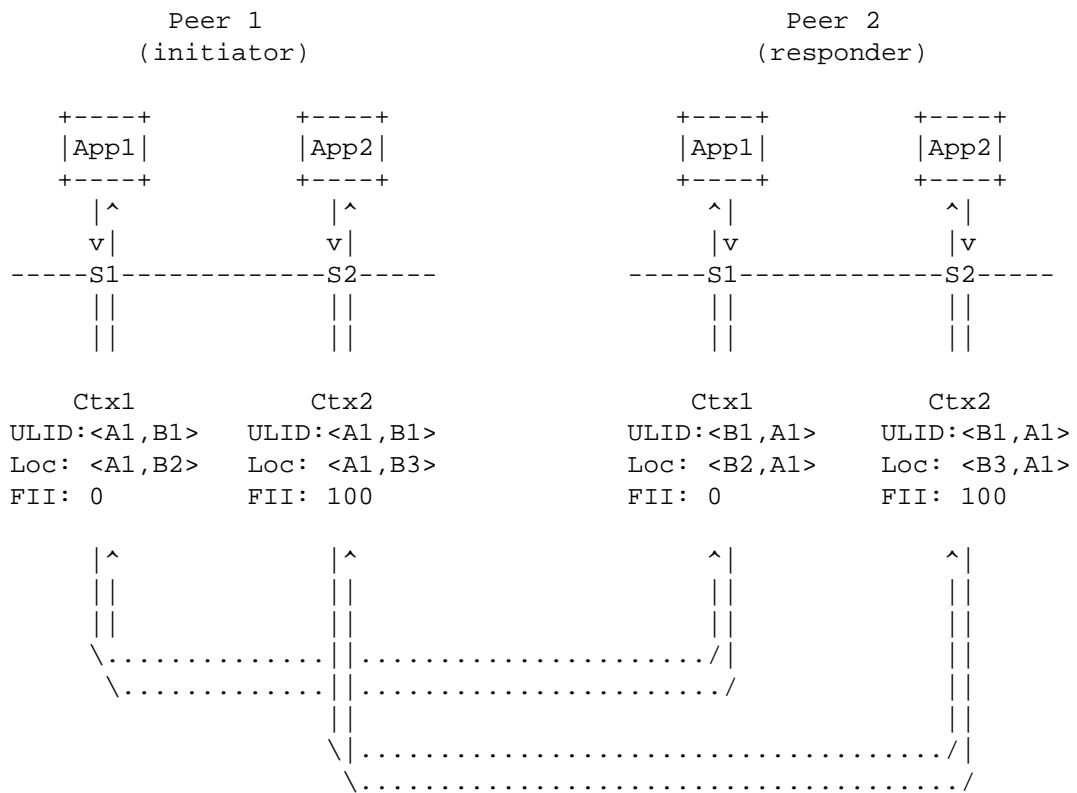 Peer 1 Peer 2
(initiator) (responder)
App1 App2 App1 App2
S1 S2 S1 S2
Ctx1 Ctx2 Ctx1 Ctx2
ULID:<A1,B1> ULID:<A1,B1> ULID:<B1,A1> ULID:<B1,A1>
Loc: <A1,B2> Loc: <A1,B3> Loc: <B2,A1> Loc: <B3,A1>
FII: 0 FII: 100 FII: 0 FII: 100